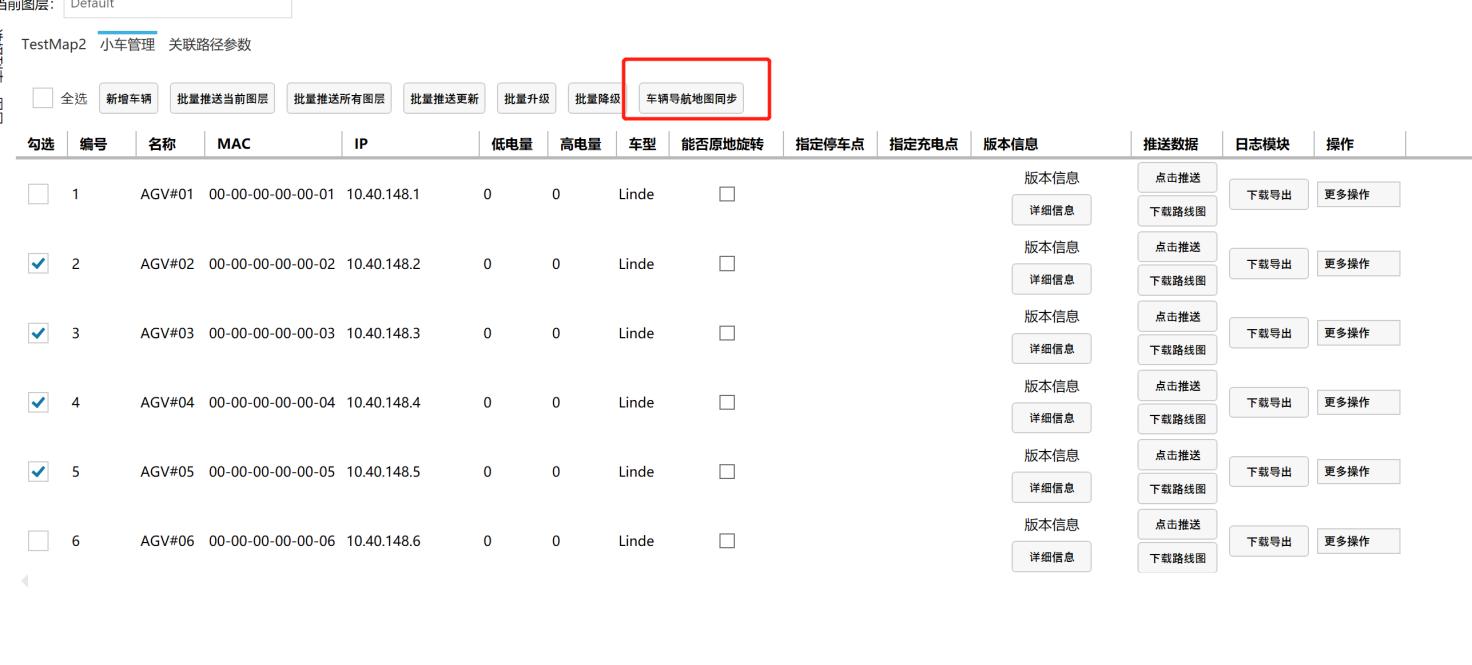 当前图层: Default
TestMap2 小车管理 关联路径参数
全选 新增车辆 批量推送当前图层 批量推送所有图层 批量推送更新 批量升级 批量降级 车辆导航地图同步
勾选 编号 名称 MAC IP 低电量 高电量 车型 能否原地旋转 指定停车点 指定充电点 版本信息 推送数据 日志模块 操作
1 AGV#01 00-00-00-00-00-01 10.40.148.1 0 0 Linde 版本信息 详细信息 点击推送 下载路线图 下载导出 更多操作
2 AGV#02 00-00-00-00-00-02 10.40.148.2 0 0 Linde 版本信息 详细信息 点击推送 下载路线图 下载导出 更多操作
3 AGV#03 00-00-00-00-00-03 10.40.148.3 0 0 Linde 版本信息 详细信息 点击推送 下载路线图 下载导出 更多操作
4 AGV#04 00-00-00-00-00-04 10.40.148.4 0 0 Linde 版本信息 详细信息 点击推送 下载路线图 下载导出 更多操作
5 AGV#05 00-00-00-00-00-05 10.40.148.5 0 0 Linde 版本信息 详细信息 点击推送 下载路线图 下载导出 更多操作
6 AGV#06 00-00-00-00-00-06 10.40.148.6 0 0 Linde 版本信息 详细信息 点击推送 下载路线图 下载导出 更多操作